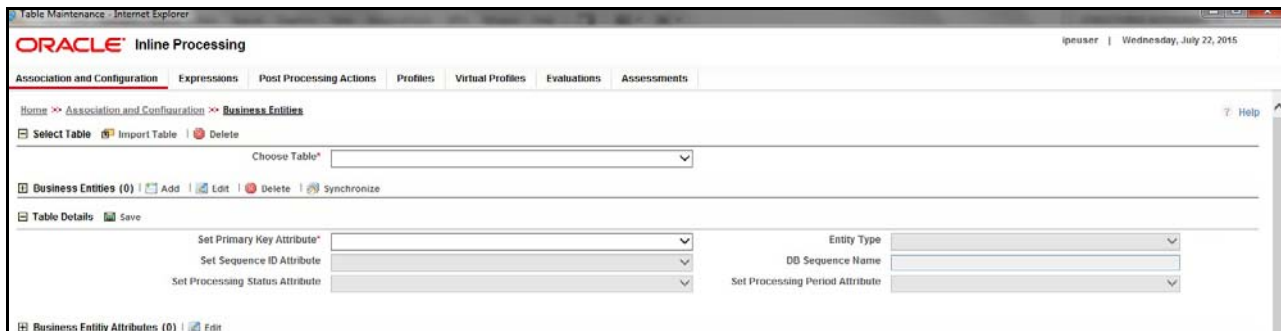 Table Maintenance - Internet Explorer
ORACLE Inline Processing
ipeuser | Wednesday, July 22, 2015
Association and Configuration Expressions Post Processing Actions Profiles Virtual Profiles Evaluations Assessments
Home >> Association and Configuration >> Business Entities
? Help
Select Table Import Table | Delete
Choose Table*
Business Entities (0) | Add | Edit | Delete | Synchronize
Table Details Save
Set Primary Key Attribute* Entity Type
Set Sequence ID Attribute DB Sequence Name
Set Processing Status Attribute Set Processing Period Attribute
Business Entitiy Attributes (0) | Edit